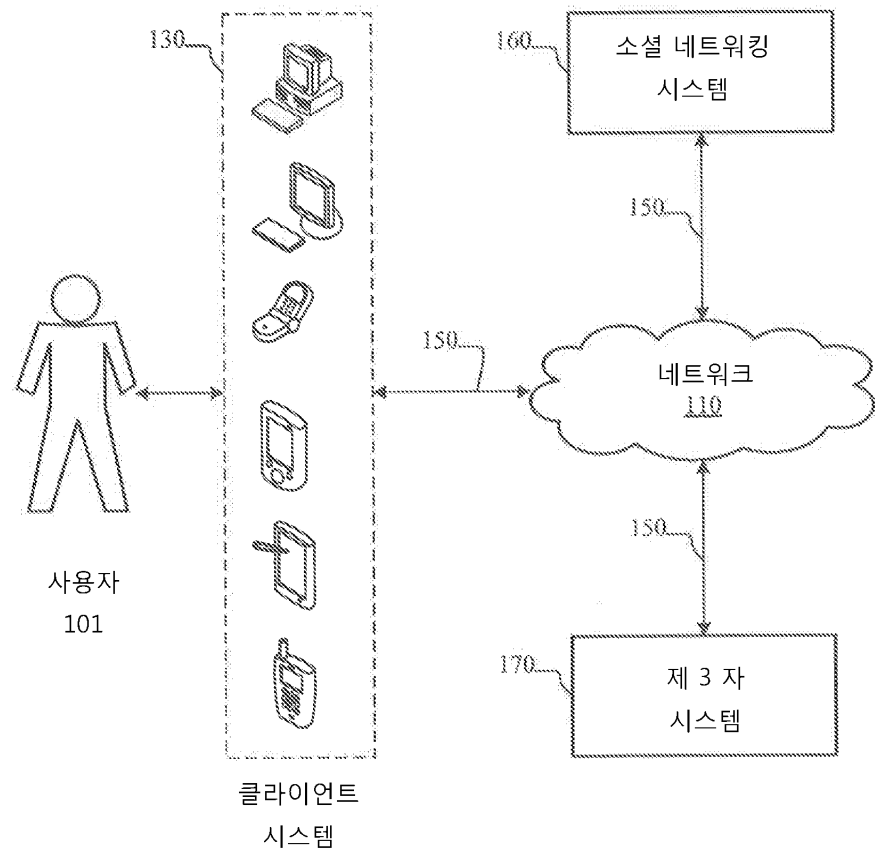 130
160
소셜 네트워킹
시스템
150
150
네트워크
110
150
사용자
101
170
제 3 자
시스템
클라이언트
시스템